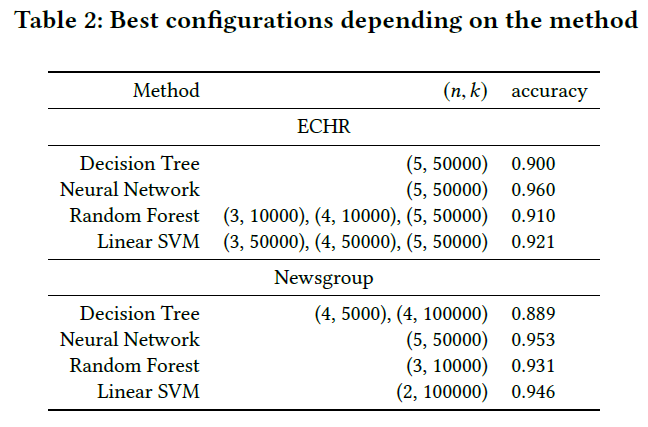 Table 2: Best configurations depending on the method
Method (n, k) accuracy
ECHR
Decision Tree (5, 50000) 0.900
Neural Network (5, 50000) 0.960
Random Forest (3, 10000), (4, 10000), (5, 50000) 0.910
Linear SVM (3, 50000), (4, 50000), (5, 50000) 0.921
Newsgroup
Decision Tree (4, 5000), (4, 100000) 0.889
Neural Network (5, 50000) 0.953
Random Forest (3, 10000) 0.931
Linear SVM (2, 100000) 0.946